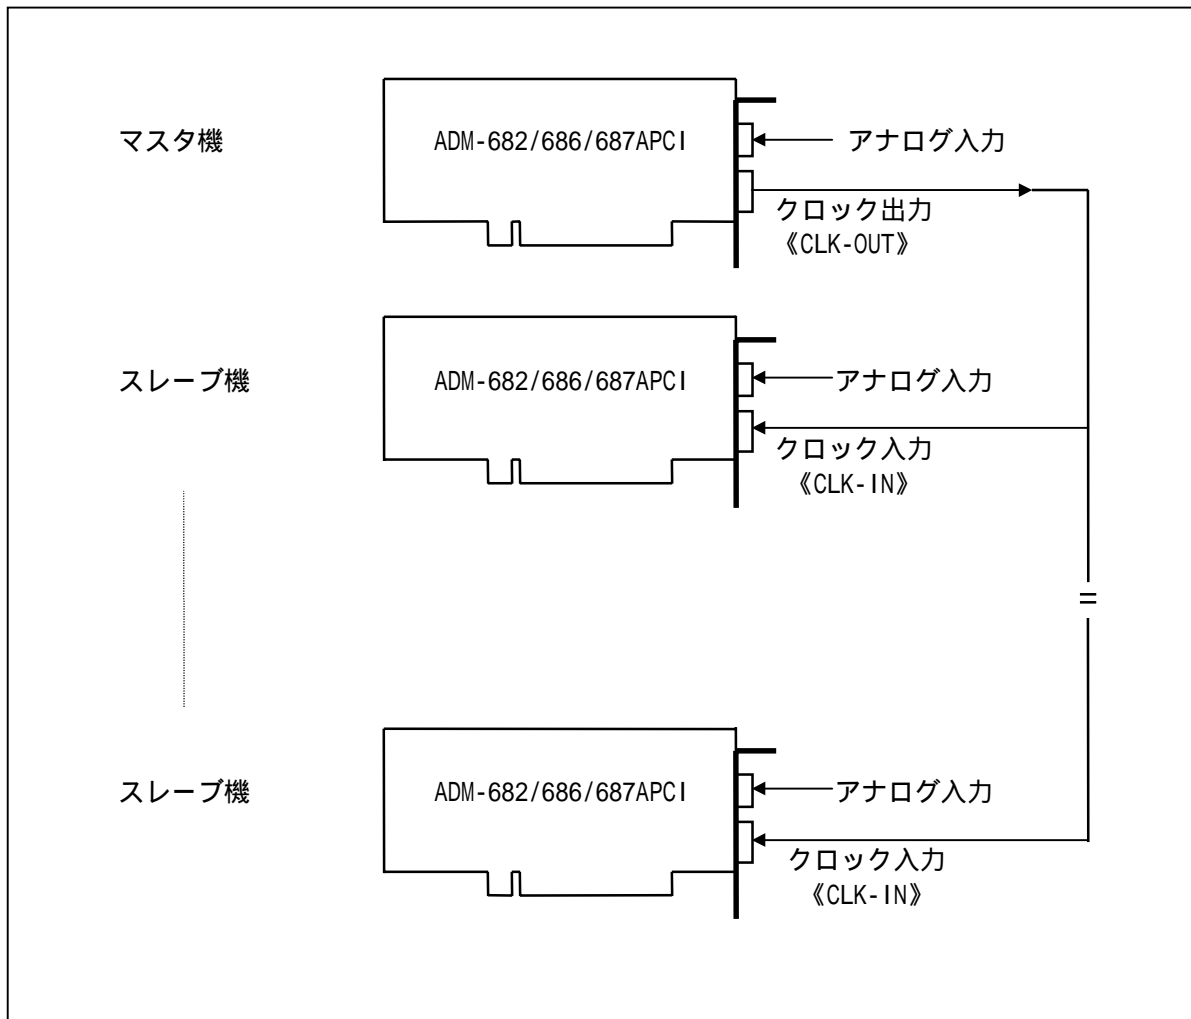 マスタ機
ADM-682/686/687APCI
アナログ入力
クロック出力
《CLK-OUT》
スレーブ機
ADM-682/686/687APCI
アナログ入力
クロック入力
《CLK-IN》
=
スレーブ機
ADM-682/686/687APCI
アナログ入力
クロック入力
《CLK-IN》